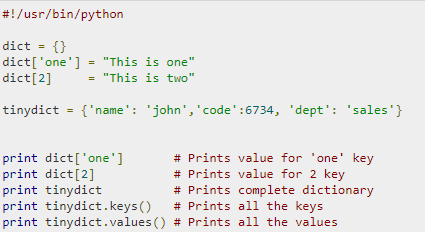 #!/usr/bin/python
dict = {}
dict['one'] = "This is one"
dict[2]     = "This is two"
tinydict = {'name': 'john','code':6734, 'dept': 'sales'}
print dict['one']       # Prints value for 'one' key
print dict[2]           # Prints value for 2 key
print tinydict          # Prints complete dictionary
print tinydict.keys()   # Prints all the keys
print tinydict.values() # Prints all the values